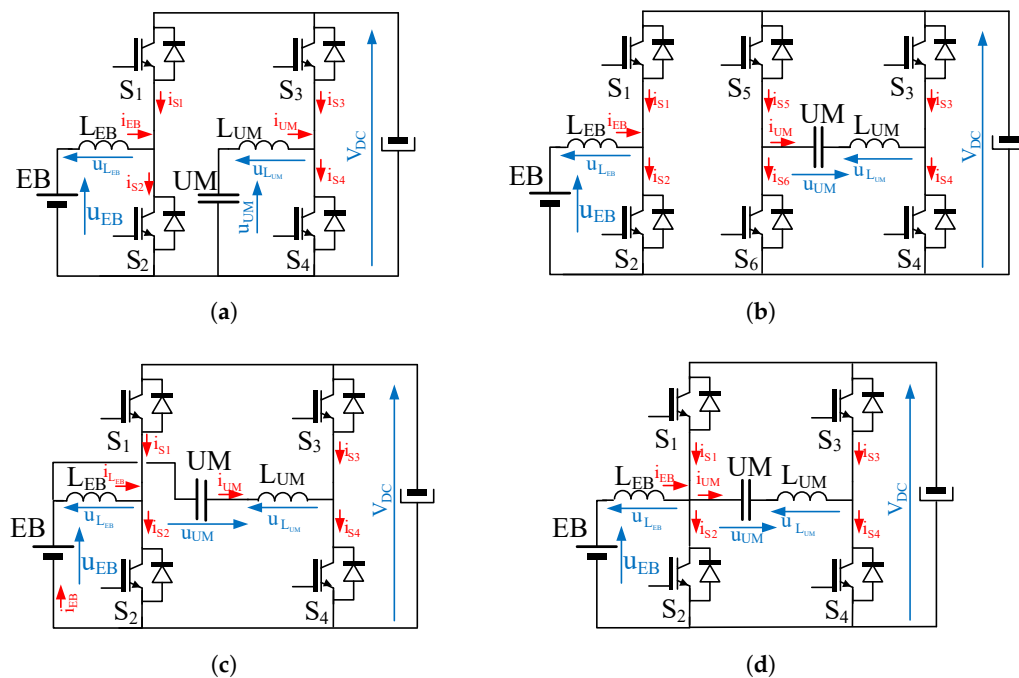 S1 S3
iS1 iS3
iEB iUM
LEB LUM
VDC
uLEB uLUM
iS2 iS4
EB UM
uEB uUM
S2 S4
(a)
S1 S5 S3
iS1 iS5 iS3
iEB LEB iUM UM LUM
VDC
uLEB iS2 iS6 uUM uLUM iS4
EB
uEB
S2 S6 S4
(b)
S1 S3
iS1 iS3
UM
LEB iLEB iUM LUM
VDC
uLEB iS2 uUM uLUM iS4
EB
uEB
iEB
S2 S4
(c)
S1 S3
iS1 iS3
LEB iEB iUM UM LUM
VDC
uLEB iS2 uUM uLUM iS4
EB
uEB
S2 S4
(d)